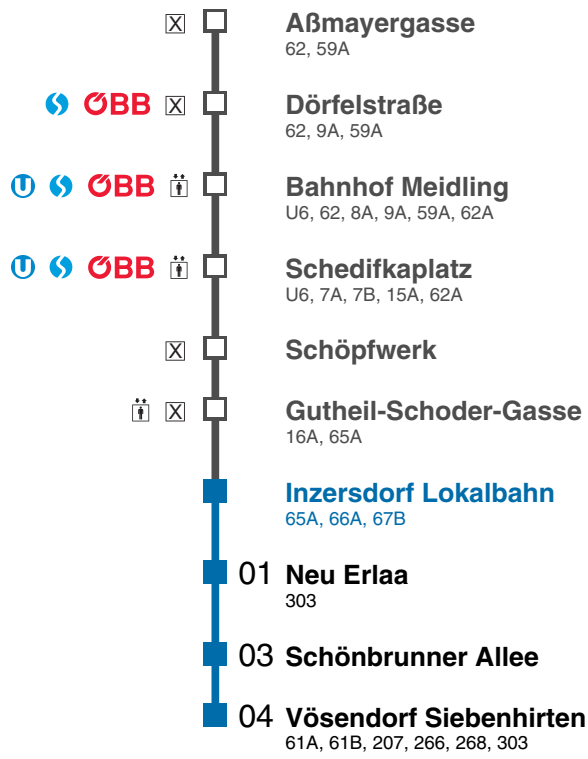 X Aßmayergasse
62, 59A
ÖBB X Dörfelstraße
62, 9A, 59A
U ÖBB Bahnhof Meidling
U6, 62, 8A, 9A, 59A, 62A
U ÖBB Schedifkaplatz
U6, 7A, 7B, 15A, 62A
X Schöpfwerk
X Gutheil-Schoder-Gasse
16A, 65A
Inzersdorf Lokalbahn
65A, 66A, 67B
01 Neu Erlaa
303
03 Schönbrunner Allee
04 Vösendorf Siebenhirten
61A, 61B, 207, 266, 268, 303